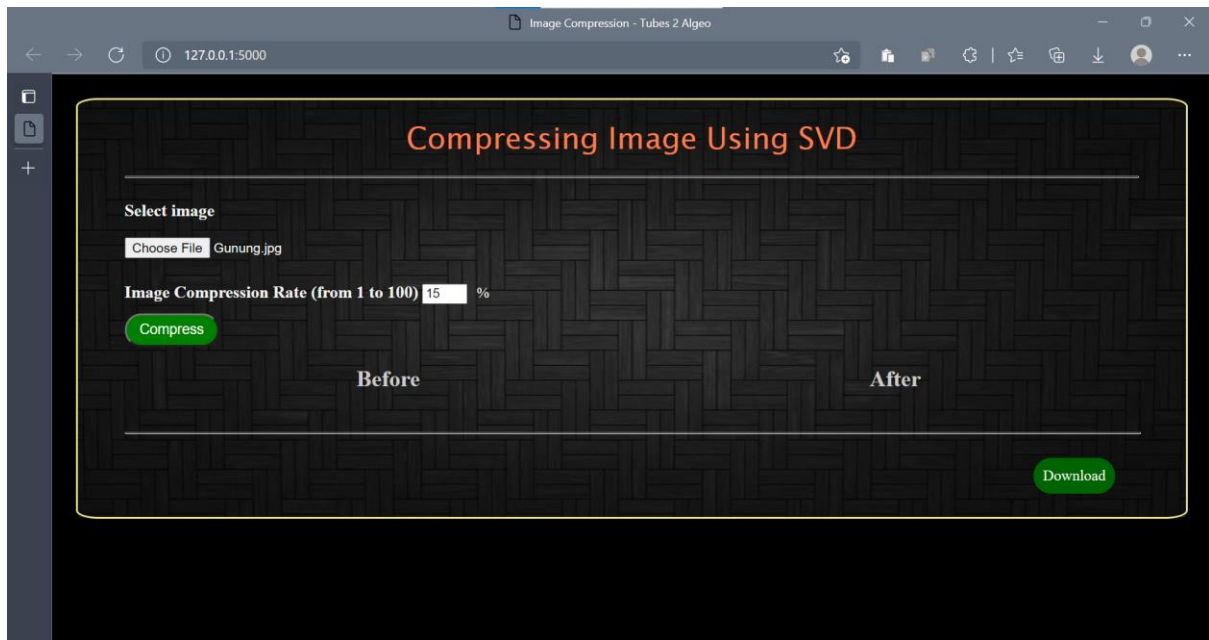 Image Compression - Tubes 2 Algeo
127.0.0.1:5000
Compressing Image Using SVD
Select image
Choose File Gunung.jpg
Image Compression Rate (from 1 to 100) 15 %
Compress
Before After
Download